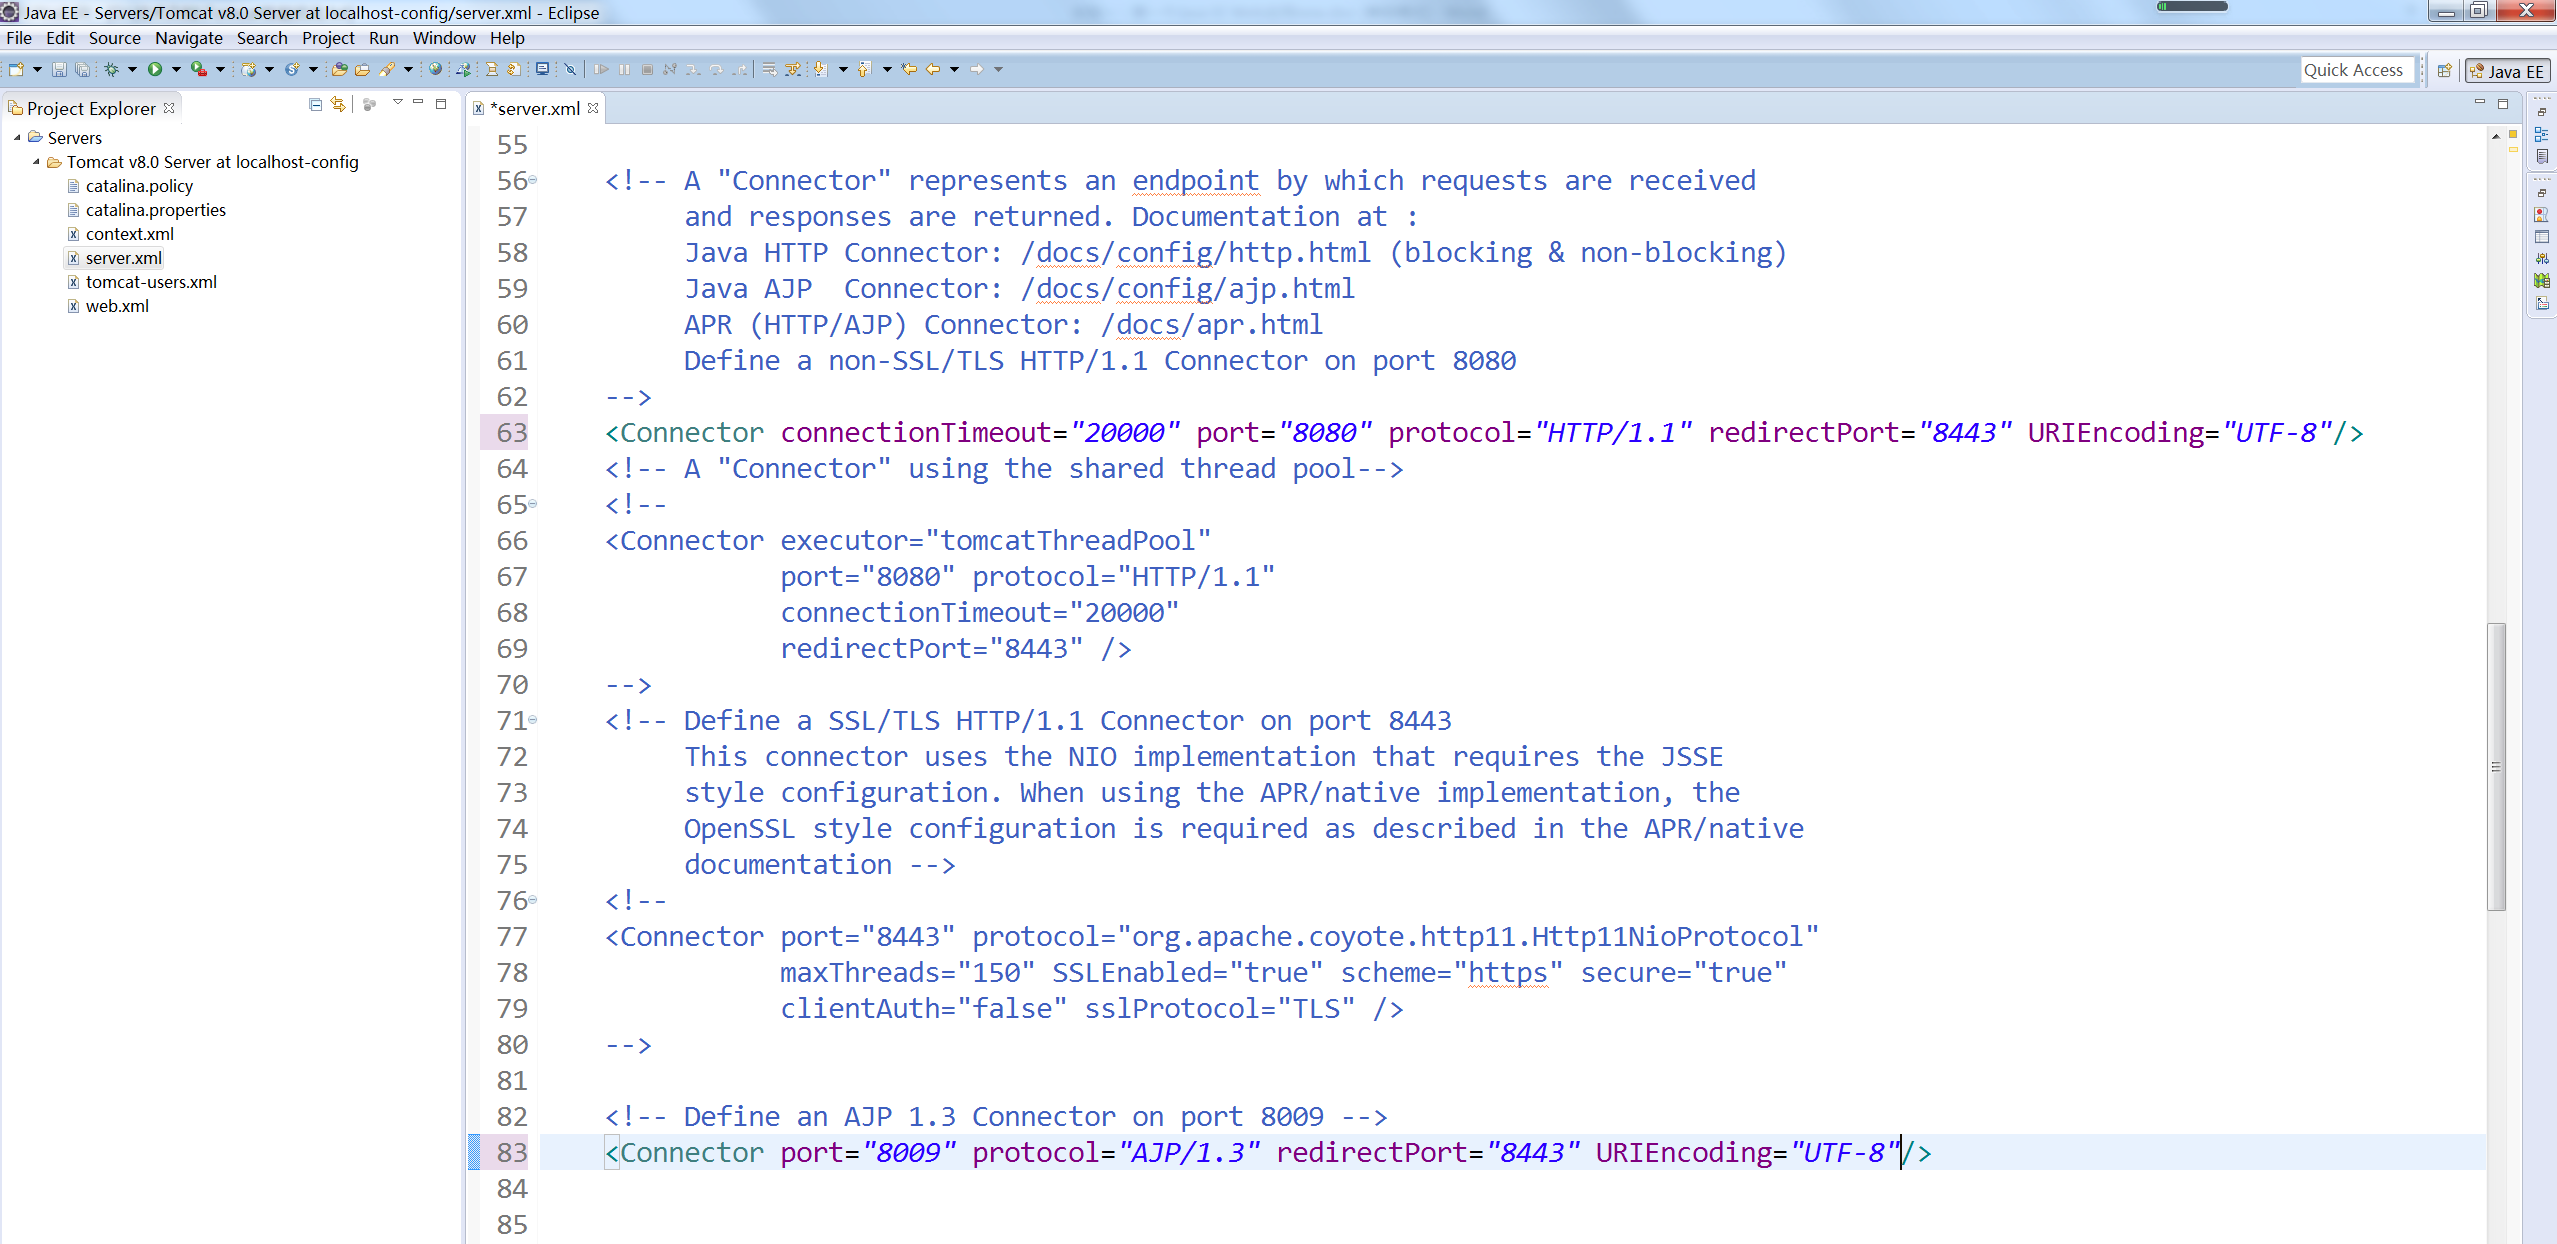 Java EE - Servers/Tomcat v8.0 Server at localhost-config/server.xml - Eclipse
File Edit Source Navigate Search Project Run Window Help
Quick Access
Java EE
Project Explorer
Servers
Tomcat v8.0 Server at localhost-config
catalina.policy
catalina.properties
context.xml
server.xml
tomcat-users.xml
web.xml
*server.xml
55
56 <!-- A "Connector" represents an endpoint by which requests are received
57 and responses are returned. Documentation at :
58 Java HTTP Connector: /docs/config/http.html (blocking & non-blocking)
59 Java AJP  Connector: /docs/config/ajp.html
60 APR (HTTP/AJP) Connector: /docs/apr.html
61 Define a non-SSL/TLS HTTP/1.1 Connector on port 8080
62 -->
63 <Connector connectionTimeout="20000" port="8080" protocol="HTTP/1.1" redirectPort="8443" URIEncoding="UTF-8"/>
64 <!-- A "Connector" using the shared thread pool-->
65 <!--
66 <Connector executor="tomcatThreadPool"
67 port="8080" protocol="HTTP/1.1"
68 connectionTimeout="20000"
69 redirectPort="8443" />
70 -->
71 <!-- Define a SSL/TLS HTTP/1.1 Connector on port 8443
72 This connector uses the NIO implementation that requires the JSSE
73 style configuration. When using the APR/native implementation, the
74 OpenSSL style configuration is required as described in the APR/native
75 documentation -->
76 <!--
77 <Connector port="8443" protocol="org.apache.coyote.http11.Http11NioProtocol"
78 maxThreads="150" SSLEnabled="true" scheme="https" secure="true"
79 clientAuth="false" sslProtocol="TLS" />
80 -->
81
82 <!-- Define an AJP 1.3 Connector on port 8009 -->
83 <Connector port="8009" protocol="AJP/1.3" redirectPort="8443" URIEncoding="UTF-8"/>
84
85